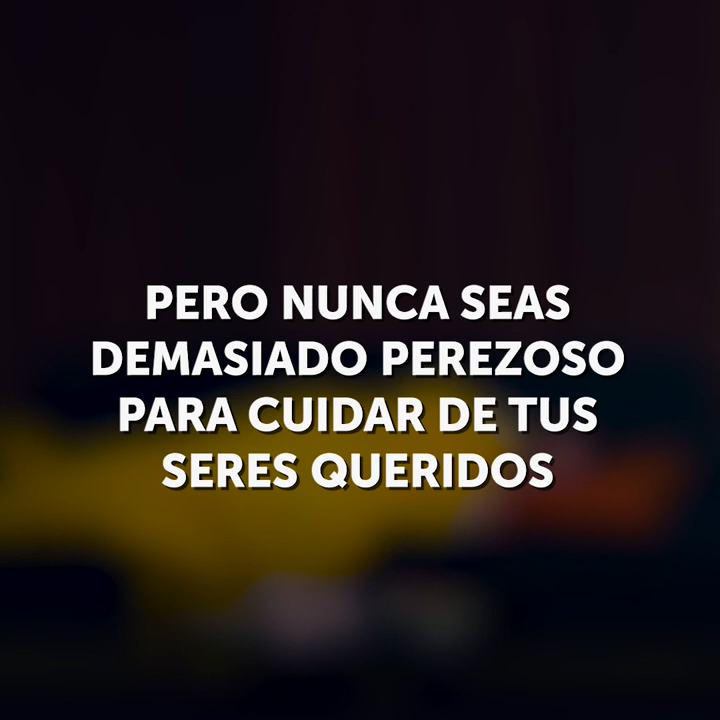 PERO NUNCA SEAS
DEMASIADO PEREZOSO
PARA CUIDAR DE TUS
SERES QUERIDOS